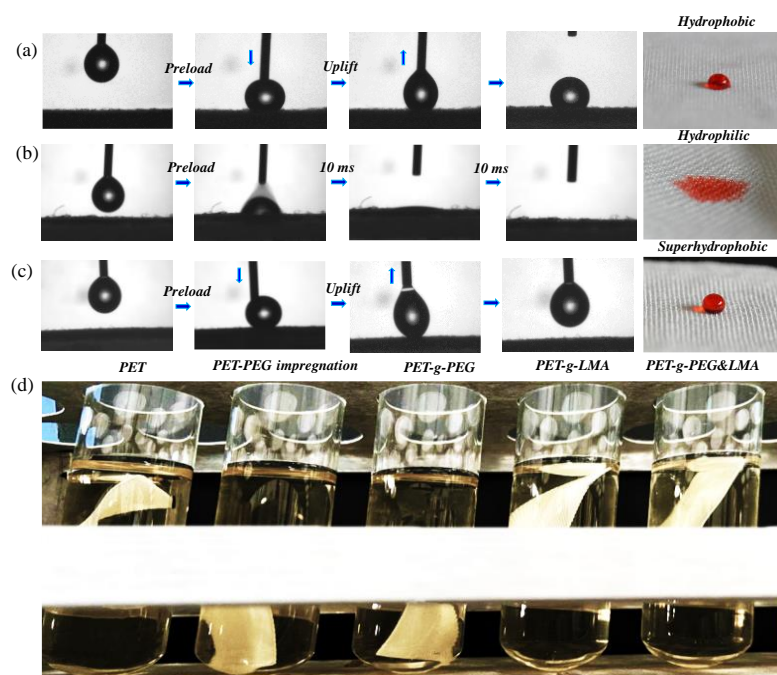 Hydrophobic
(a)
Preload
Uplift
Hydrophilic
(b)
Preload
10 ms
10 ms
Superhydrophobic
(c)
Preload
Uplift
PET
PET-PEG impregnation
PET-g-PEG
PET-g-LMA
PET-g-PEG&LMA
(d)